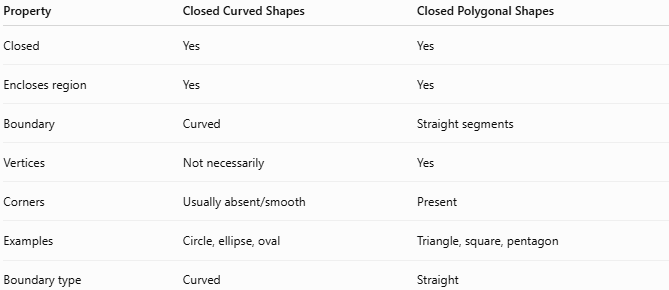 Property Closed Curved Shapes Closed Polygonal Shapes
Closed Yes Yes
Encloses region Yes Yes
Boundary Curved Straight segments
Vertices Not necessarily Yes
Corners Usually absent/smooth Present
Examples Circle, ellipse, oval Triangle, square, pentagon
Boundary type Curved Straight